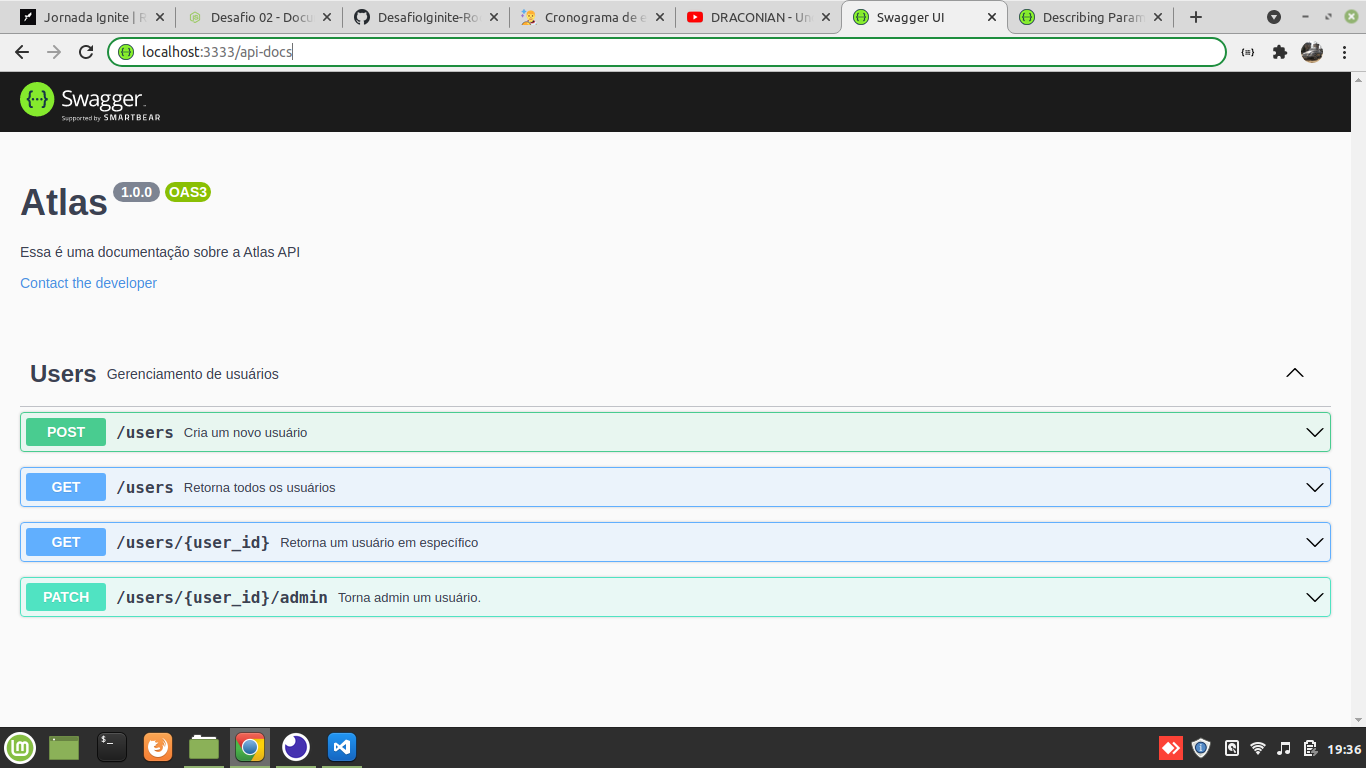 Jornada Ignite | R
Desafio 02 - Docu
DesafioIginite-Ro
Cronograma de e
DRACONIAN - Un
Swagger UI
Describing Param
localhost:3333/api-docs
Swagger
Supported by SMARTBEAR
Atlas 1.0.0 OAS3
Essa é uma documentação sobre a Atlas API
Contact the developer
Users Gerenciamento de usuários
POST /users Cria um novo usuário
GET /users Retorna todos os usuários
GET /users/{user_id} Retorna um usuário em específico
PATCH /users/{user_id}/admin Torna admin um usuário.
19:36